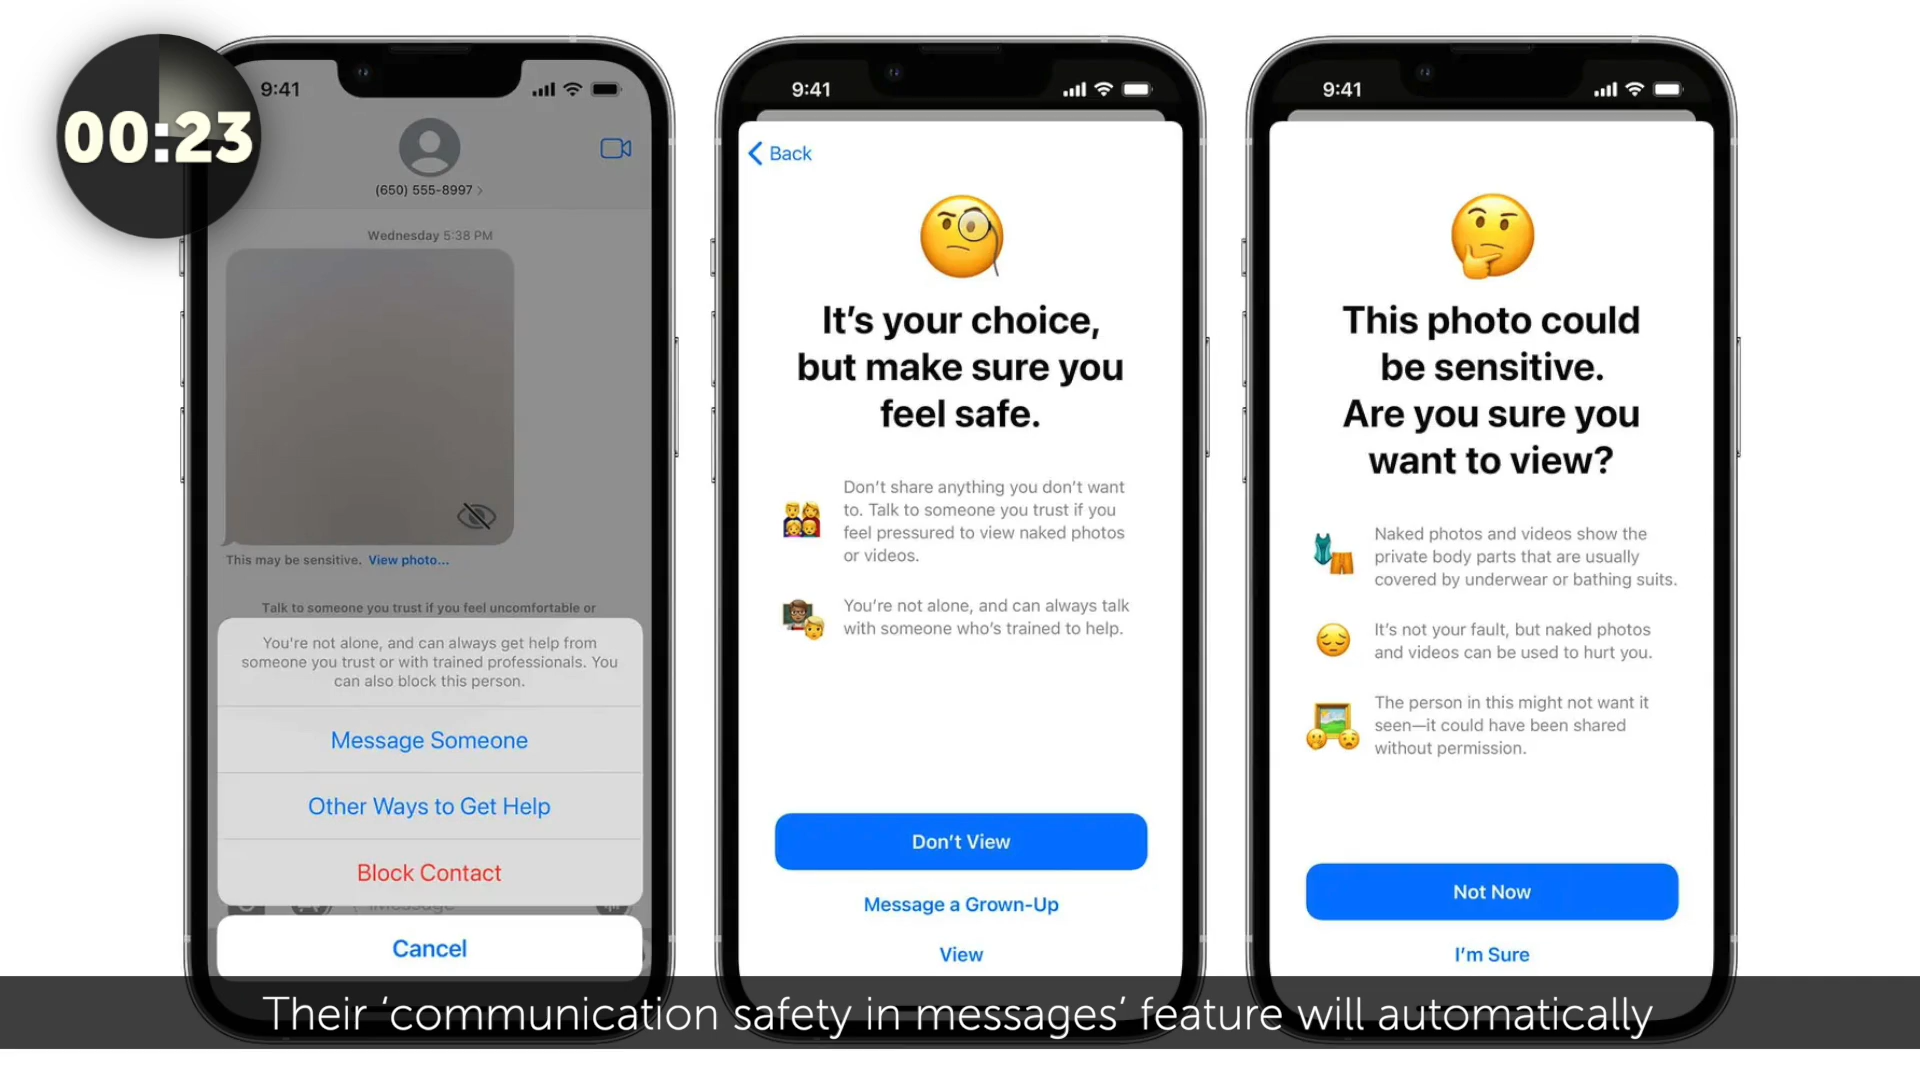 00:23
9:41
(650) 555-8997
Wednesday 5:38 PM
This may be sensitive. View photo...
Talk to someone you trust if you feel uncomfortable or
You're not alone, and can always get help from
someone you trust or with trained professionals. You
can also block this person.
Message Someone
Other Ways to Get Help
Block Contact
iMessage
Cancel
9:41
Back
It's your choice,
but make sure you
feel safe.
Don't share anything you don't want
to. Talk to someone you trust if you
feel pressured to view naked photos
or videos.
You're not alone, and can always talk
with someone who's trained to help.
Don't View
Message a Grown-Up
View
9:41
This photo could
be sensitive.
Are you sure you
want to view?
Naked photos and videos show the
private body parts that are usually
covered by underwear or bathing suits.
It's not your fault, but naked photos
and videos can be used to hurt you.
The person in this might not want it
seen—it could have been shared
without permission.
Not Now
I'm Sure
Their ‘communication safety in messages’ feature will automatically